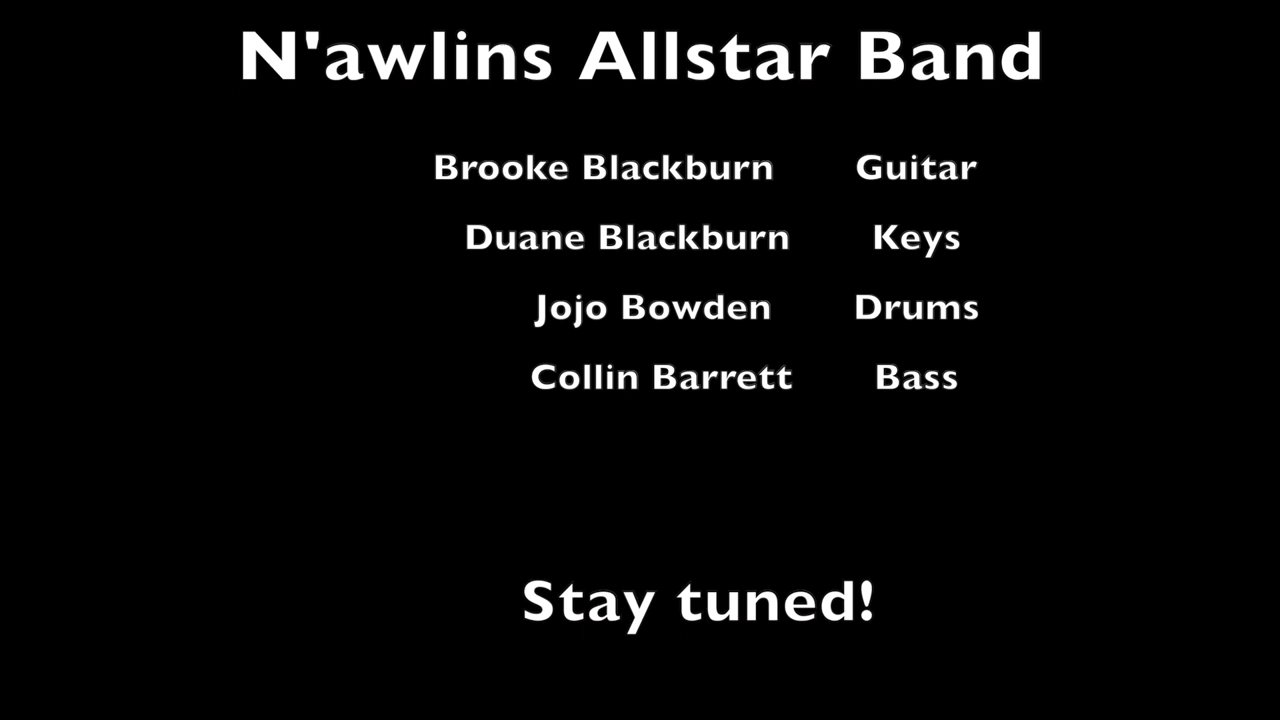 N'awlins Allstar Band
Brooke Blackburn Guitar
Duane Blackburn Keys
Jojo Bowden Drums
Collin Barrett Bass
Stay tuned!